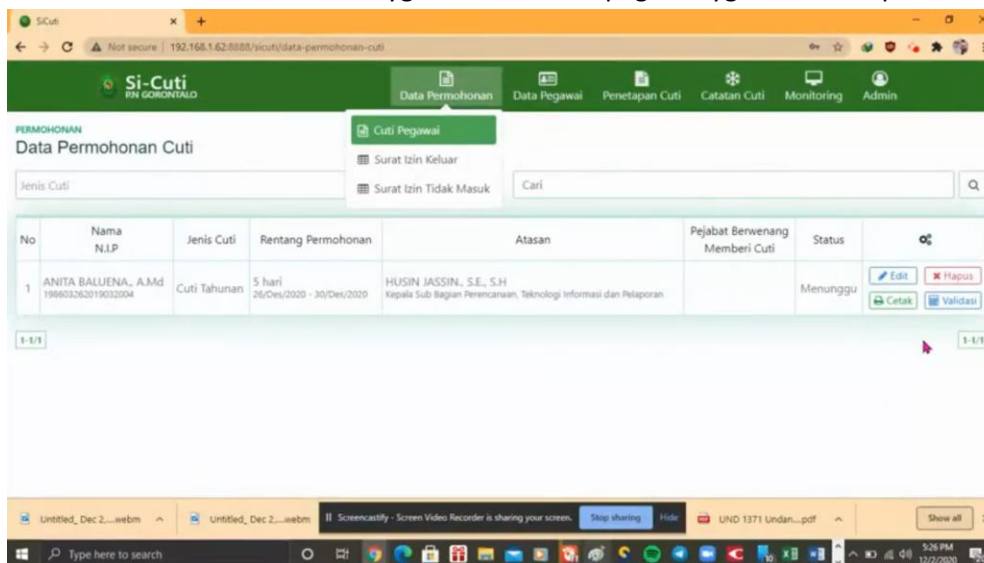 SiCuti
Not secure | 192.168.1.62:8888/sicuti/data-permohonan-cuti
Si-Cuti
PN GORONTALO
Data Permohonan
Data Pegawai
Penetapan Cuti
Catatan Cuti
Monitoring
Admin
Cuti Pegawai
Surat Izin Keluar
Surat Izin Tidak Masuk
PERMOHONAN
Data Permohonan Cuti
Jenis Cuti
Cari
No
Nama
N.I.P
Jenis Cuti
Rentang Permohonan
Atasan
Pejabat Berwenang
Memberi Cuti
Status
1
ANITA BALUENA,, A.Md
198603262019032004
Cuti Tahunan
5 hari
26/Des/2020 - 30/Des/2020
HUSIN JASSIN., S.E., S.H
Kepala Sub Bagian Perencanaan, Teknologi Informasi dan Pelaporan
Menunggu
Edit
Hapus
Cetak
Validasi
1-1/1
1-1/1
Untitled_ Dec 2,....webm
Untitled_ Dec 2,....webm
Screencastify - Screen Video Recorder is sharing your screen.
Stop sharing
Hide
UND 1371 Undan....pdf
Show all
Type here to search
5:26 PM
12/2/2020